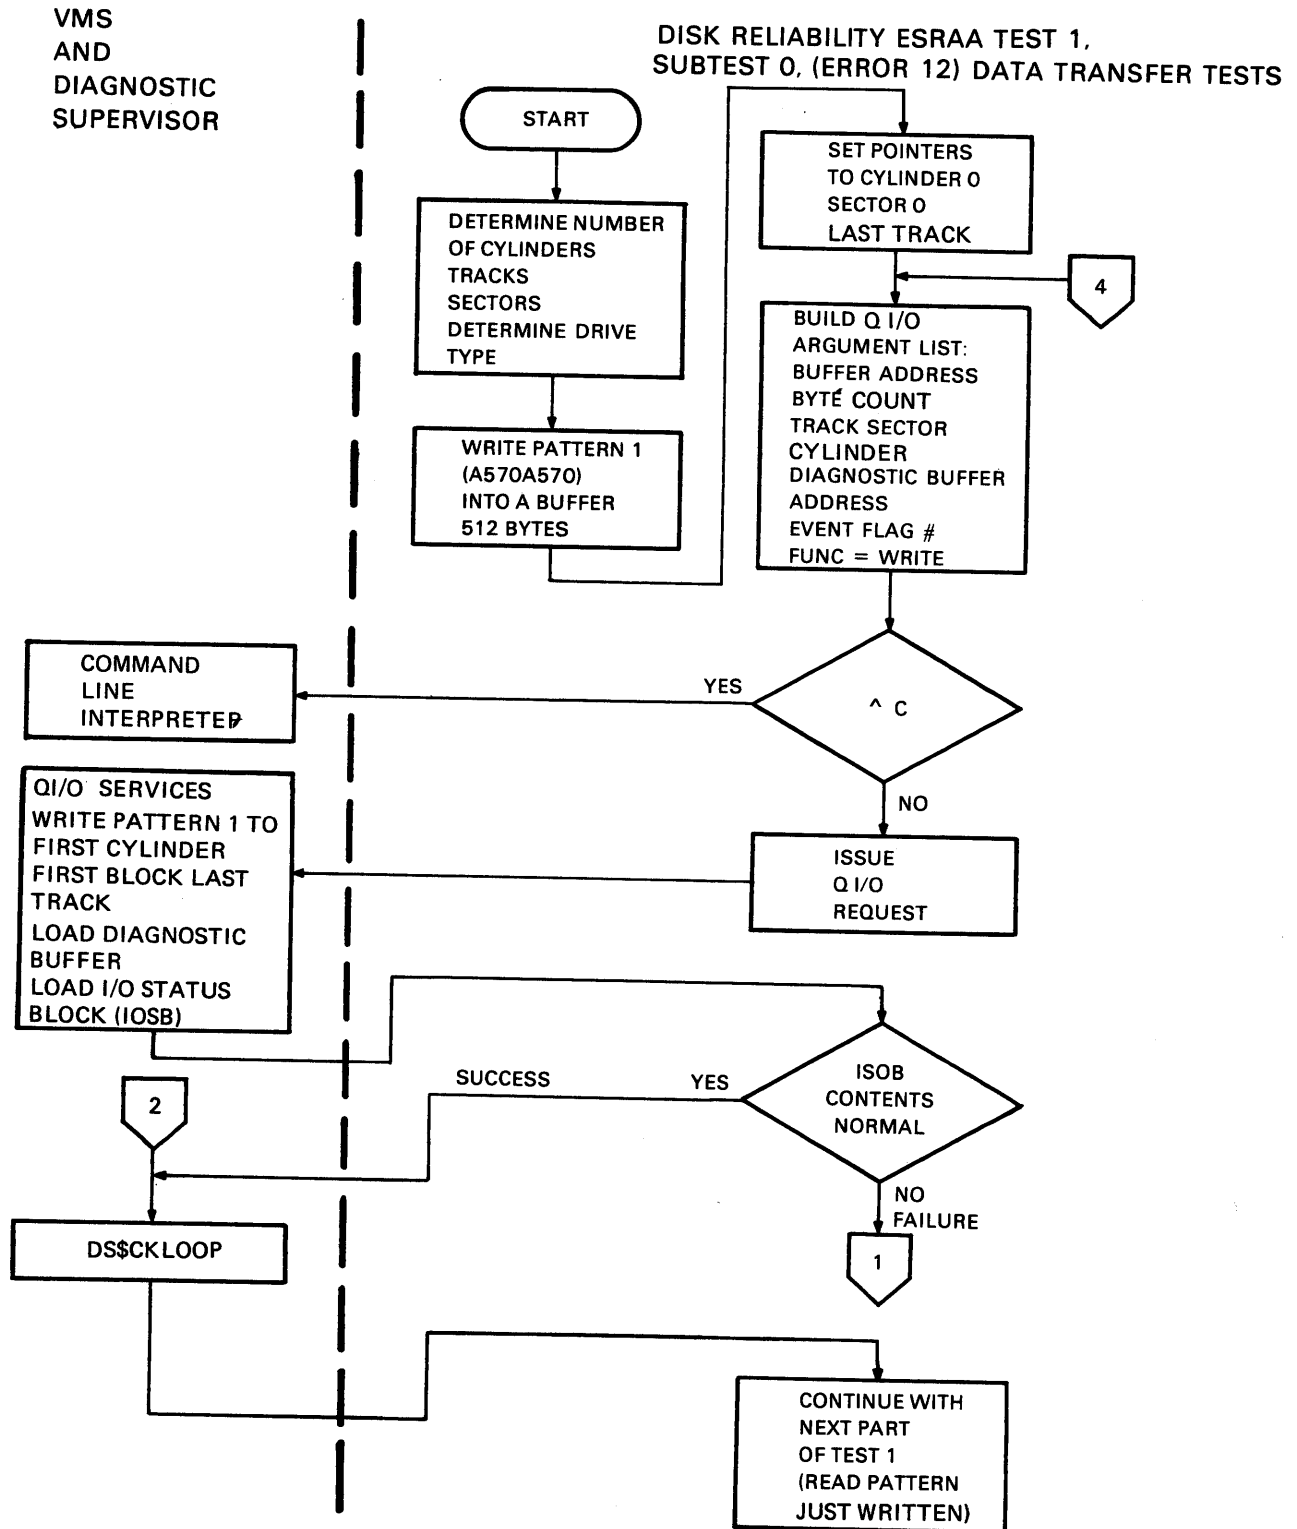 VMS
AND
DIAGNOSTIC
SUPERVISOR
DISK RELIABILITY ESRAA TEST 1,
SUBTEST 0, (ERROR 12) DATA TRANSFER TESTS
START
DETERMINE NUMBER
OF CYLINDERS
TRACKS
SECTORS
DETERMINE DRIVE
TYPE
WRITE PATTERN 1
(A570A570)
INTO A BUFFER
512 BYTES
SET POINTERS
TO CYLINDER 0
SECTOR 0
LAST TRACK
4
BUILD Q I/O
ARGUMENT LIST:
BUFFER ADDRESS
BYTE COUNT
TRACK SECTOR
CYLINDER
DIAGNOSTIC BUFFER
ADDRESS
EVENT FLAG #
FUNC = WRITE
^ C
YES
NO
COMMAND
LINE
INTERPRETER
ISSUE
Q I/O
REQUEST
QI/O SERVICES
WRITE PATTERN 1 TO
FIRST CYLINDER
FIRST BLOCK LAST
TRACK
LOAD DIAGNOSTIC
BUFFER
LOAD I/O STATUS
BLOCK (IOSB)
ISOB
CONTENTS
NORMAL
SUCCESS YES
NO
FAILURE
1
2
DS$CKLOOP
CONTINUE WITH
NEXT PART
OF TEST 1
(READ PATTERN
JUST WRITTEN)